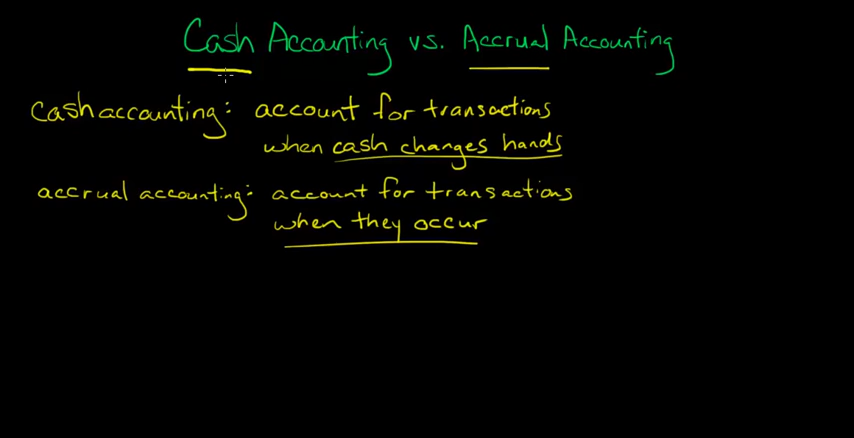 Cash Accounting vs. Accrual Accounting
cash accounting: account for transactions
when cash changes hands
accrual accounting: account for transactions
when they occur